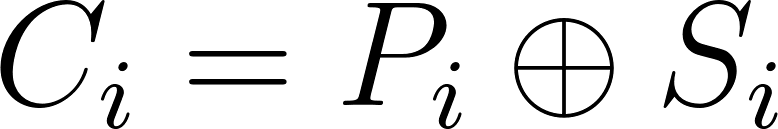 C_i = P_i ⊕ S_i